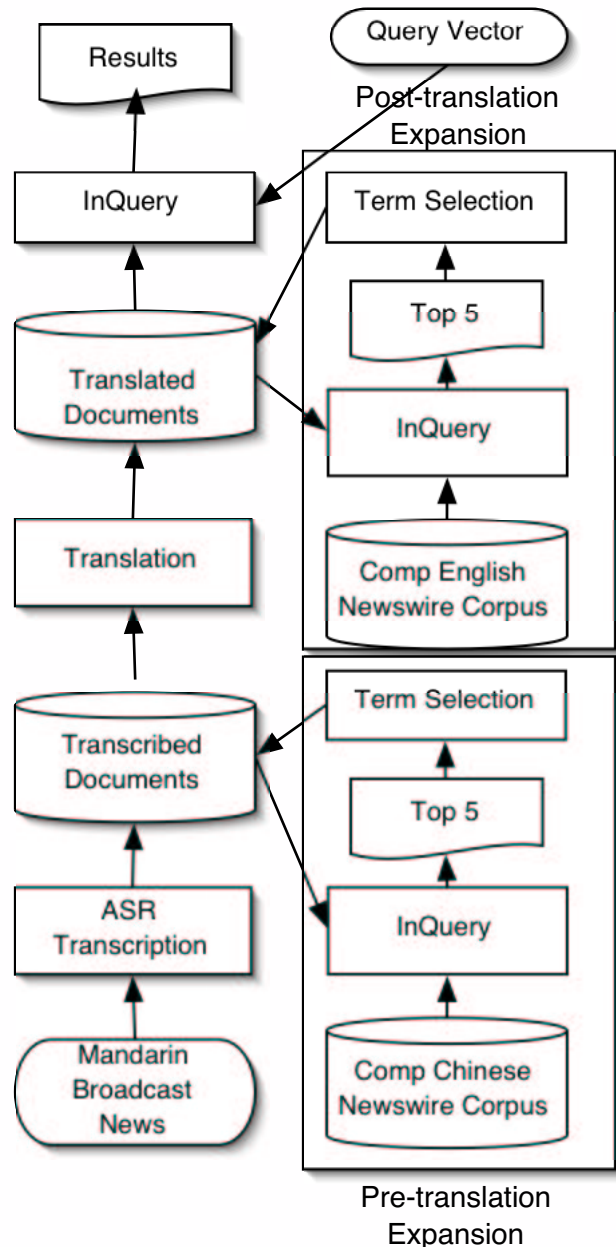 Results
Query Vector
Post-translation
Expansion
InQuery
Term Selection
Top 5
Translated
Documents
InQuery
Translation
Comp English
Newswire Corpus
Transcribed
Documents
Term Selection
Top 5
ASR
Transcription
InQuery
Mandarin
Broadcast
News
Comp Chinese
Newswire Corpus
Pre-translation
Expansion